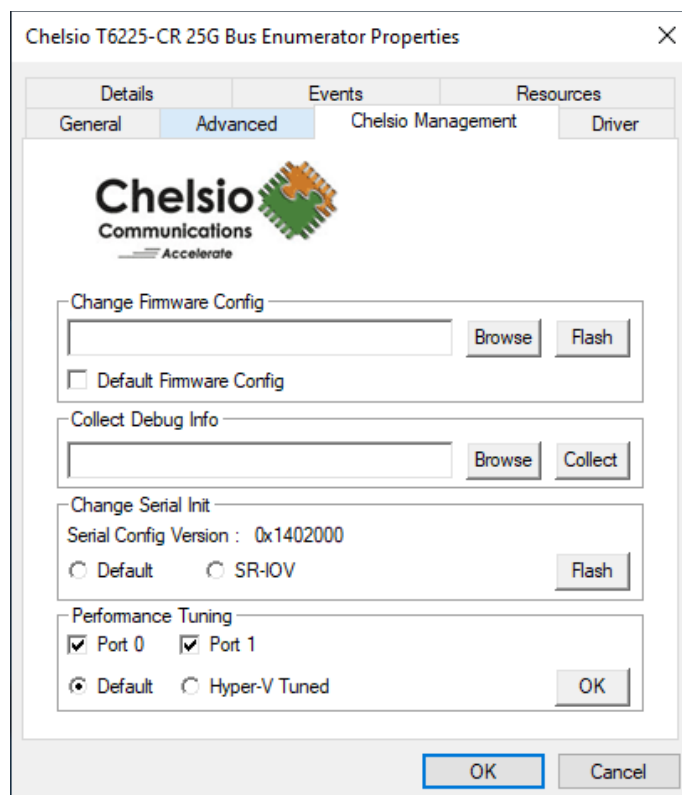 Chelsio T6225-CR 25G Bus Enumerator Properties
Details Events Resources
General Advanced Chelsio Management Driver
Chelsio
Communications
Accelerate
Change Firmware Config
Browse Flash
Default Firmware Config
Collect Debug Info
Browse Collect
Change Serial Init
Serial Config Version : 0x1402000
Default SR-IOV Flash
Performance Tuning
Port 0 Port 1
Default Hyper-V Tuned OK
OK Cancel